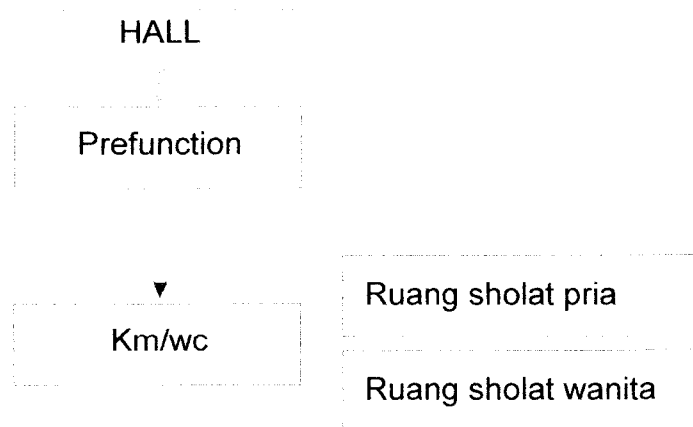 HALL
Prefunction
Km/wc
Ruang sholat pria
Ruang sholat wanita